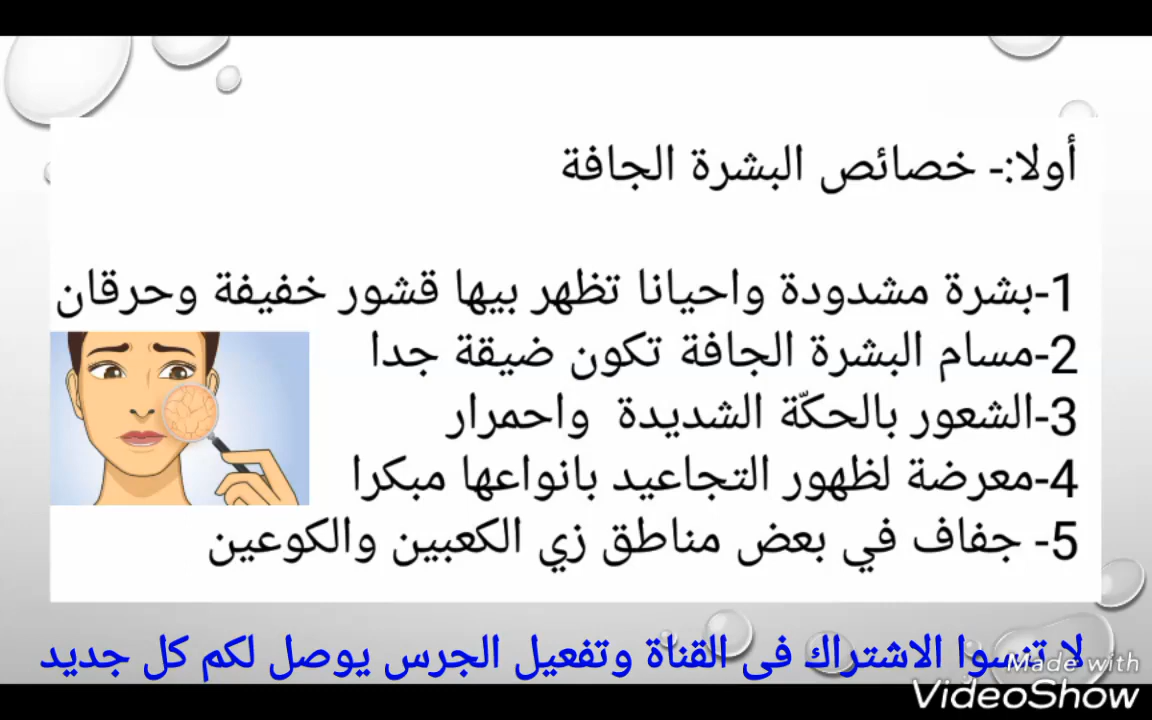 أولا:- خصائص البشرة الجافة
1-بشرة مشدودة واحيانا تظهر بيها قشور خفيفة وحرقان
2-مسام البشرة الجافة تكون ضيقة جدا
3-الشعور بالحكّة الشديدة واحمرار
4-معرضة لظهور التجاعيد بانواعها مبكرا
5- جفاف في بعض مناطق زي الكعبين والكوعين
لا تنسوا الاشتراك فى القناة وتفعيل الجرس يوصل لكم كل جديد
Made with
VideoShow